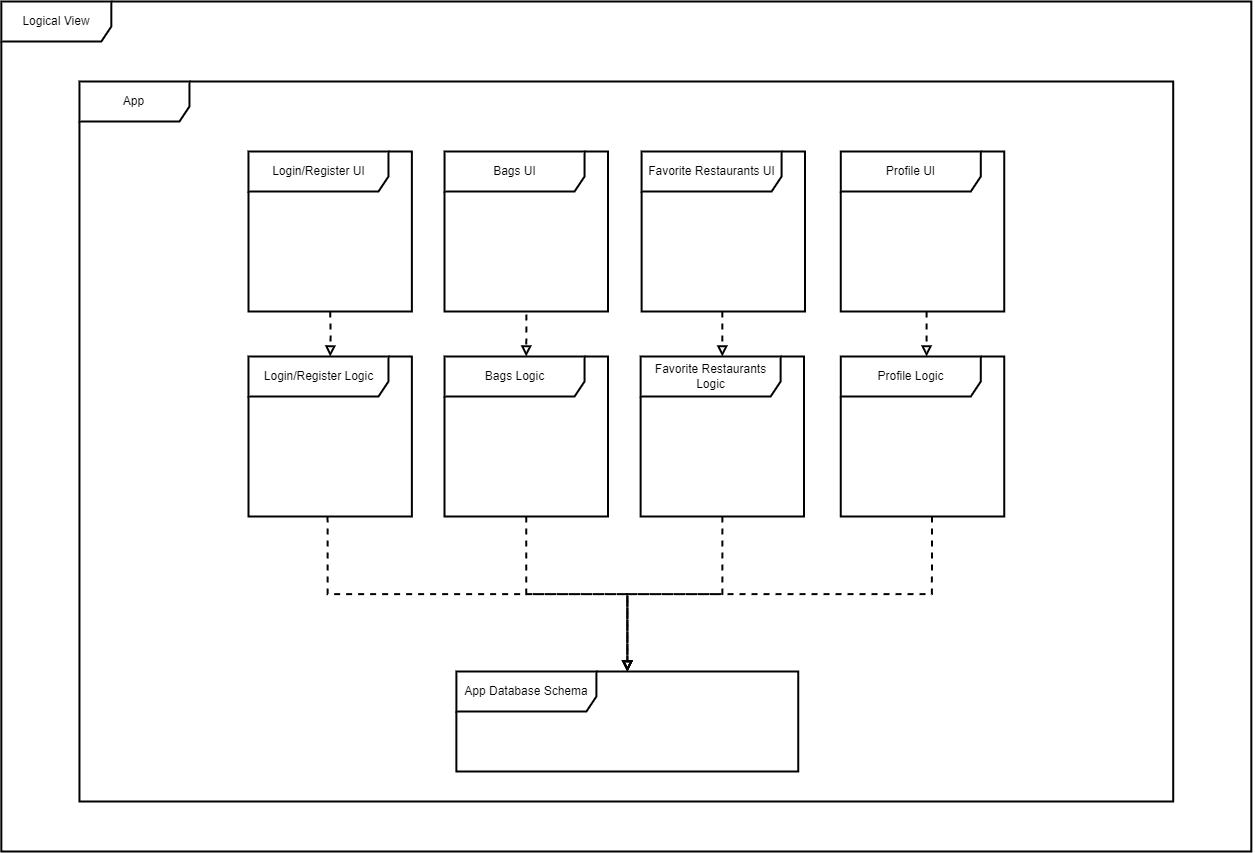 Logical View
App
Login/Register UI
Bags UI
Favorite Restaurants UI
Profile UI
Login/Register Logic
Bags Logic
Favorite Restaurants
Logic
Profile Logic
App Database Schema